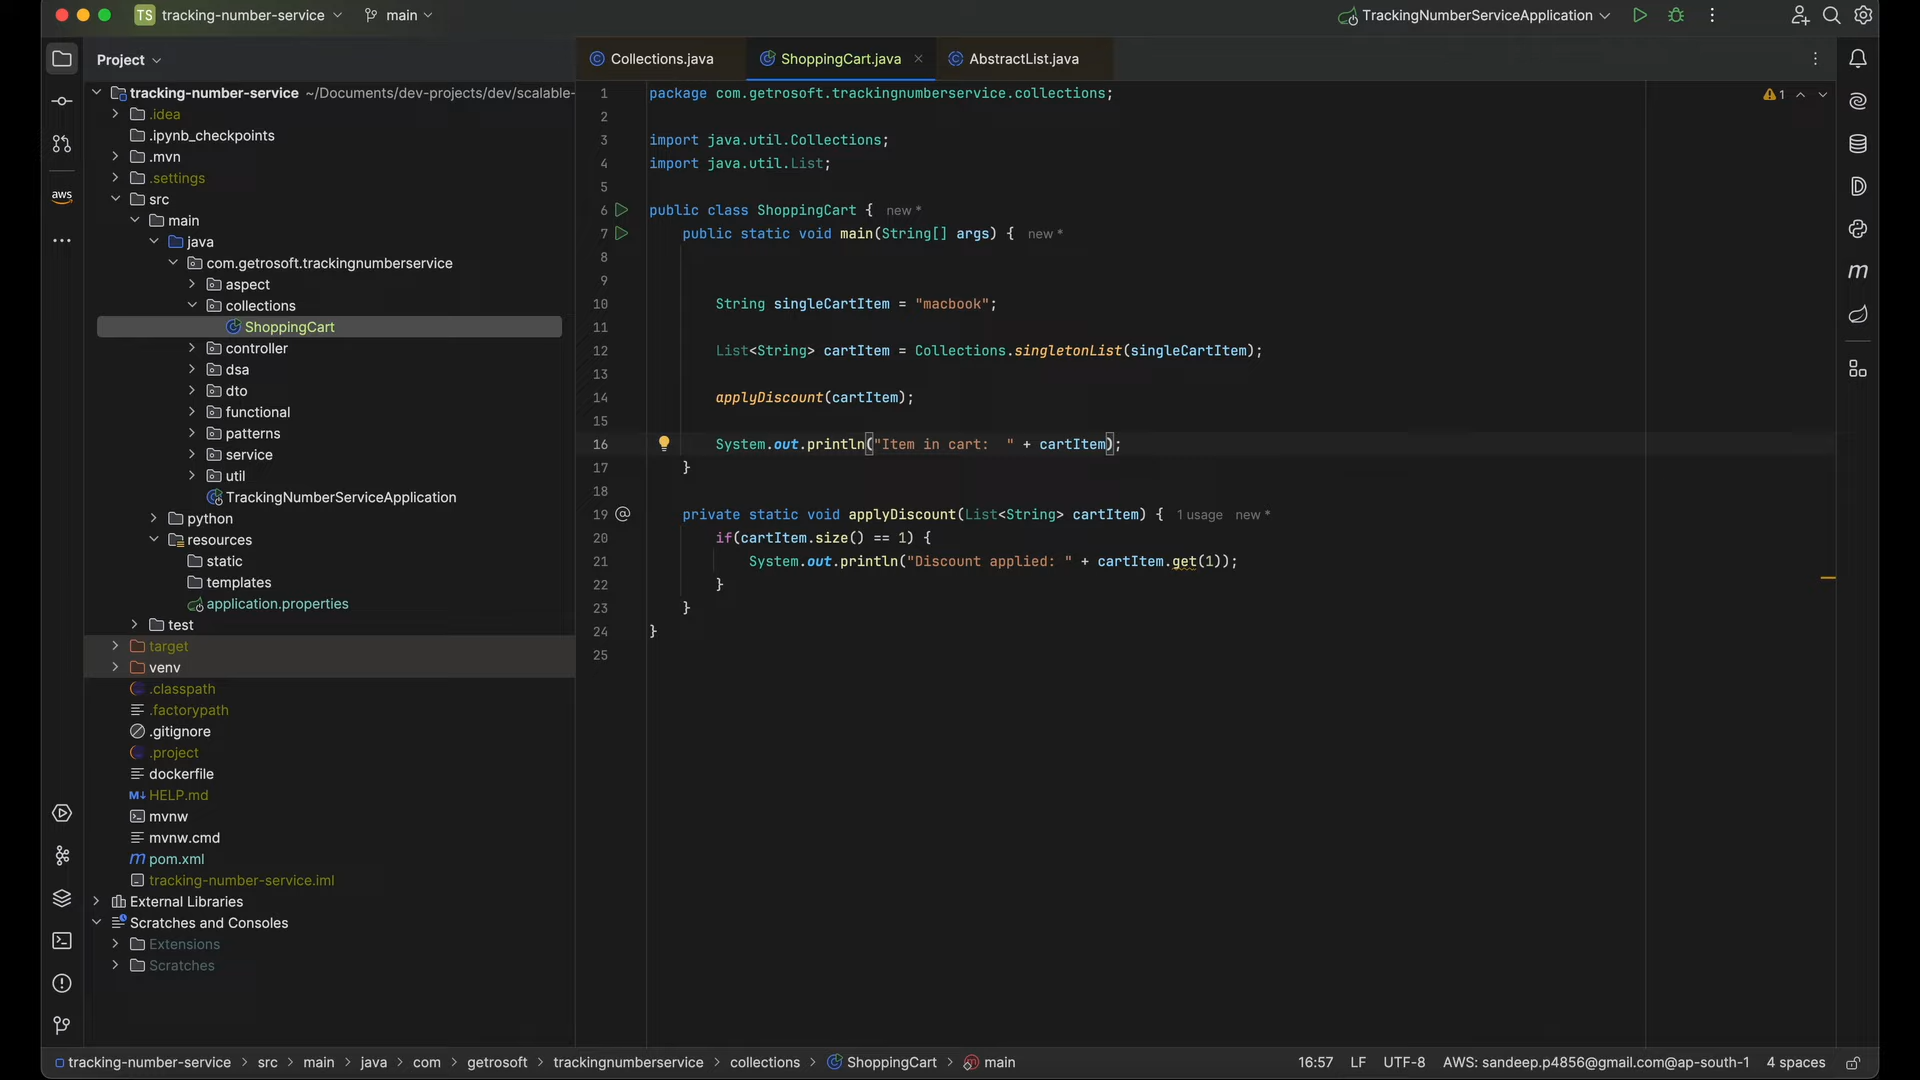 TS tracking-number-service main
TrackingNumberServiceApplication
Project
Collections.java ShoppingCart.java AbstractList.java
tracking-number-service ~/Documents/dev-projects/dev/scalable-
.idea
.ipynb_checkpoints
.mvn
.settings
src
main
java
com.getrosoft.trackingnumberservice
aspect
collections
ShoppingCart
controller
dsa
dto
functional
patterns
service
util
TrackingNumberServiceApplication
python
resources
static
templates
application.properties
test
target
venv
.classpath
.factorypath
.gitignore
.project
dockerfile
M↓ HELP.md
mvnw
mvnw.cmd
m pom.xml
tracking-number-service.iml
External Libraries
Scratches and Consoles
Extensions
Scratches
aws
1 package com.getrosoft.trackingnumberservice.collections;
2
3 import java.util.Collections;
4 import java.util.List;
5
6 public class ShoppingCart { new *
7 public static void main(String[] args) { new *
8
9
10 String singleCartItem = "macbook";
11
12 List<String> cartItem = Collections.singletonList(singleCartItem);
13
14 applyDiscount(cartItem);
15
16 System.out.println("Item in cart:  " + cartItem);
17 }
18
19 @ private static void applyDiscount(List<String> cartItem) { 1 usage new *
20 if(cartItem.size() == 1) {
21 System.out.println("Discount applied: " + cartItem.get(1));
22 }
23 }
24 }
25
1
m
tracking-number-service > src > main > java > com > getrosoft > trackingnumberservice > collections > ShoppingCart > m main
16:57 LF UTF-8 AWS: sandeep.p4856@gmail.com@ap-south-1 4 spaces